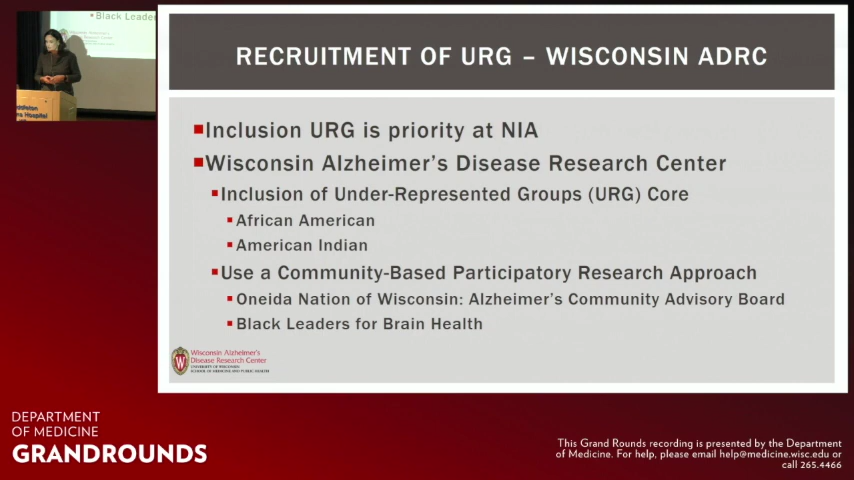 Black Leader
RECRUITMENT OF URG – WISCONSIN ADRC
Inclusion URG is priority at NIA
Wisconsin Alzheimer's Disease Research Center
Inclusion of Under-Represented Groups (URG) Core
African American
American Indian
Use a Community-Based Participatory Research Approach
Oneida Nation of Wisconsin: Alzheimer's Community Advisory Board
Black Leaders for Brain Health
Wisconsin Alzheimer's
Disease Research Center
UNIVERSITY OF WISCONSIN
SCHOOL OF MEDICINE AND PUBLIC HEALTH
DEPARTMENT
OF MEDICINE
GRANDROUNDS
This Grand Rounds recording is presented by the Department
of Medicine. For help, please email help@medicine.wisc.edu or
call 265.4466